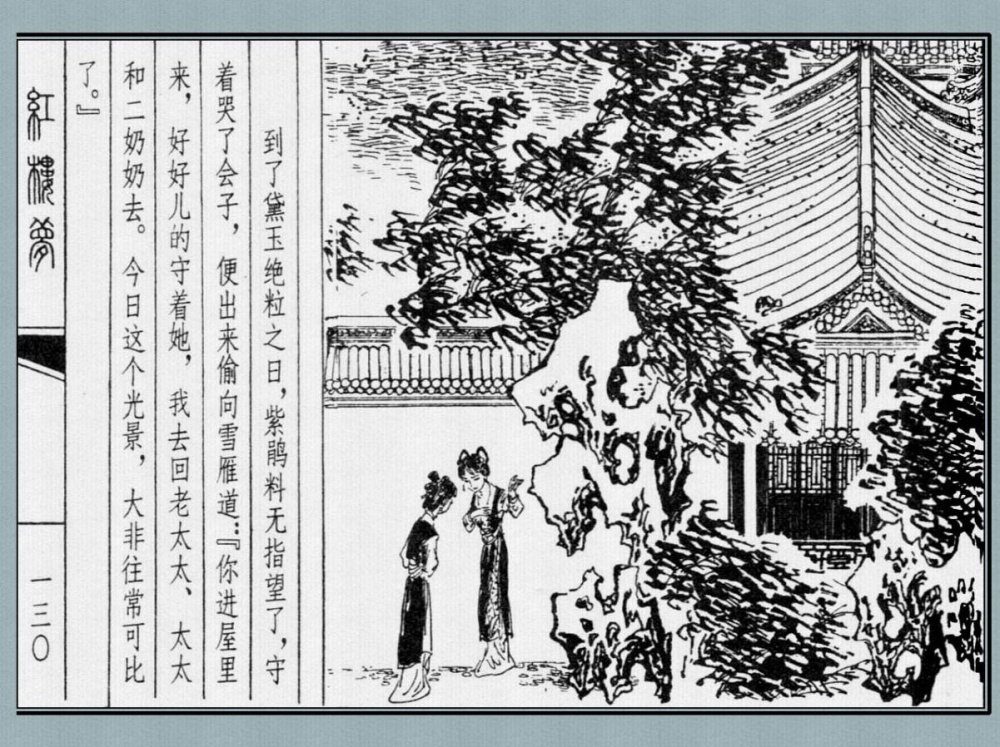 到了黛玉绝粒之日，紫鹃料无指望了，守
着哭了会子，便出来偷向雪雁道：『你进屋里
来，好好儿的守着她，我去回老太太、太太
和二奶奶去。今日这个光景，大非往常可比
了。』
紅樓夢
一三〇